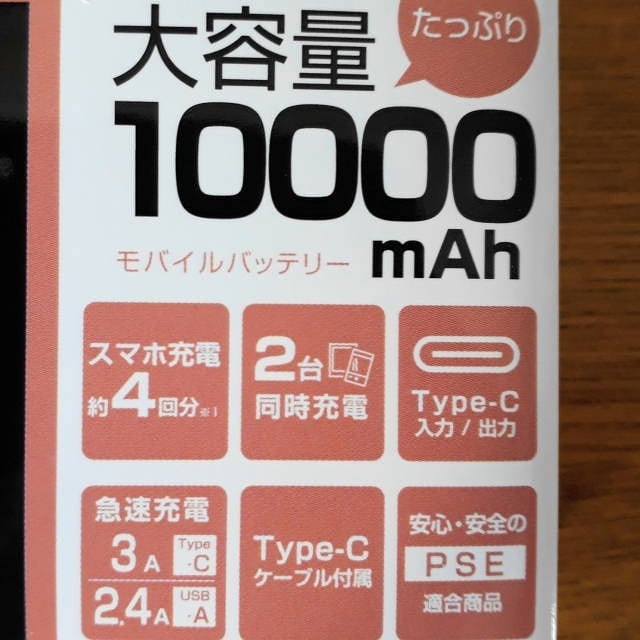 大容量
たっぷり
10000
mAh
モバイルバッテリー
スマホ充電
約4回分※1
2台
同時充電
Type-C
入力 / 出力
急速充電
3A Type-C
2.4A USB-A
Type-C
ケーブル付属
安心・安全の
PSE
適合商品